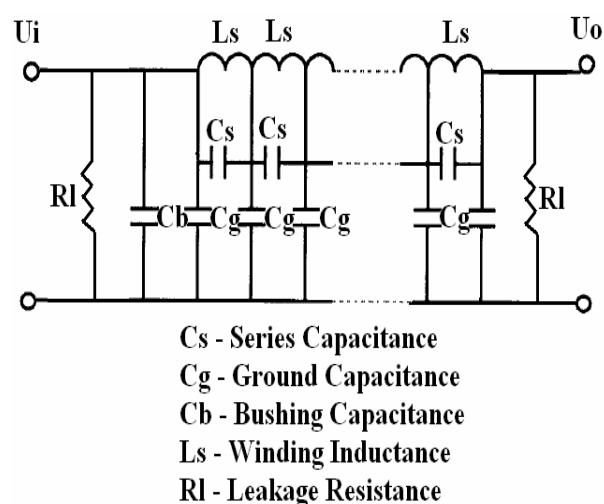 Ui Ls Ls Ls Uo
Cs Cs Cs
Rl Cb Cg Cg Cg Cg Rl
Cs - Series Capacitance
Cg - Ground Capacitance
Cb - Bushing Capacitance
Ls - Winding Inductance
Rl - Leakage Resistance